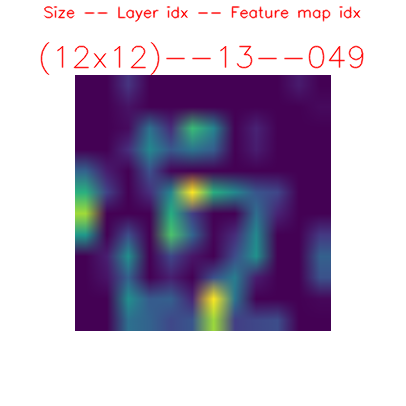 Size -- Layer idx -- Feature map idx
(12x12)--13--049